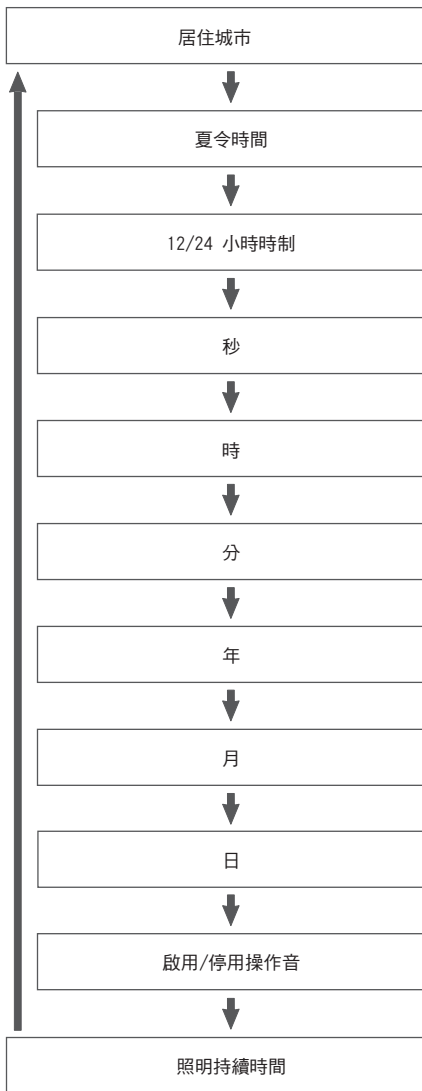 居住城市
夏令時間
12/24 小時時制
秒
時
分
年
月
日
啟用/停用操作音
照明持續時間